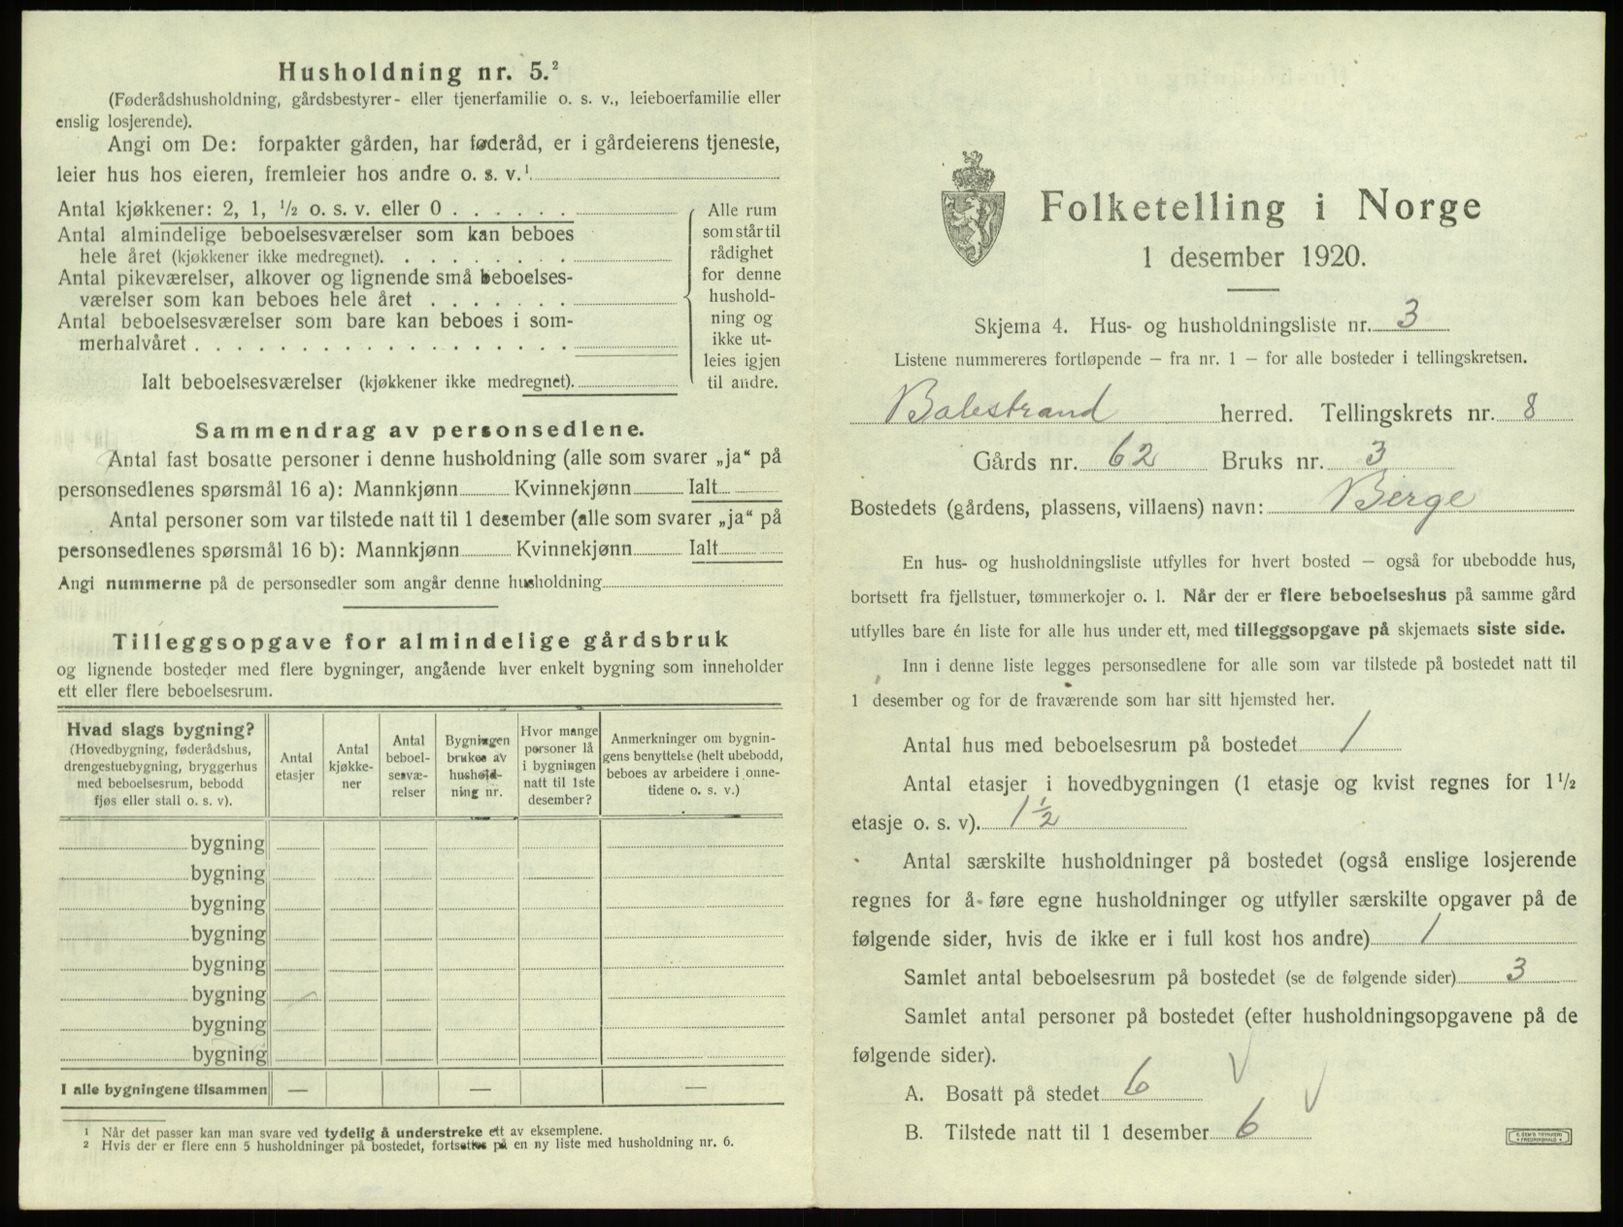 Husholdning nr. 5.²
(Føderådshusholdning, gårdsbestyrer- eller tjenerfamilie o. s. v., leieboerfamilie eller
enslig losjerende).
Angi om De: forpakter gården, har føderåd, er i gårdeierens tjeneste,
leier hus hos eieren, fremleier hos andre o. s. v.¹
Antal kjøkkener: 2, 1, ½ o. s. v. eller 0 . . . . . .
Antal almindelige beboelsesværelser som kan beboes
hele året (kjøkkener ikke medregnet). . . . . . . . .
Antal pikeværelser, alkover og lignende små beboelses-
værelser som kan beboes hele året . . . . . . .
Antal beboelsesværelser som bare kan beboes i som-
merhalvåret . . . . . . . . . . . . . . . . . .
Ialt beboelsesværelser (kjøkkener ikke medregnet).
Alle rum
som står til
rådighet
for denne
hushold-
ning og
ikke ut-
leies igjen
til andre.
Sammendrag av personsedlene.
Antal fast bosatte personer i denne husholdning (alle som svarer „ja“ på
personsedlenes spørsmål 16 a): Mannkjønn Kvinnekjønn Ialt
Antal personer som var tilstede natt til 1 desember (alle som svarer „ja“ på
personsedlenes spørsmål 16 b): Mannkjønn Kvinnekjønn Ialt
Angi nummerne på de personsedler som angår denne husholdning
Tilleggsopgave for almindelige gårdsbruk
og lignende bosteder med flere bygninger, angående hver enkelt bygning som inneholder
ett eller flere beboelsesrum.
Hvad slags bygning?
(Hovedbygning, føderådshus,
drengestuebygning, bryggerhus
med beboelsesrum, bebodd
fjøs eller stall o. s. v).
Antal
etasjer
Antal
kjøkke-
ner
Antal
beboel-
sesvæ-
relser
Bygningen
brukes av
hushold-
ning nr.
Hvor mange
personer lå
i bygningen
natt til 1ste
desember?
Anmerkninger om bygnin-
gens benyttelse (helt ubebodd,
beboes av arbeidere i onne-
tidene o. s. v.)
bygning
bygning
bygning
bygning
bygning
bygning
bygning
bygning
I alle bygningene tilsammen — — —
¹ Når det passer kan man svare ved tydelig å understreke ett av eksemplene.
² Hvis der er flere enn 5 husholdninger på bostedet, fortsettes på en ny liste med husholdning nr. 6.
Folketelling i Norge
1 desember 1920.
Skjema 4. Hus- og husholdningsliste nr. 3
Listene nummereres fortløpende — fra nr. 1 — for alle bosteder i tellingskretsen.
Balestrand herred. Tellingskrets nr. 8
Gårds nr. 62 Bruks nr. 3
Bostedets (gårdens, plassens, villaens) navn: Berge
En hus- og husholdningsliste utfylles for hvert bosted — også for ubebodde hus,
bortsett fra fjellstuer, tømmerkojer o. l. Når der er flere beboelseshus på samme gård
utfylles bare én liste for alle hus under ett, med tilleggsopgave på skjemaets siste side.
Inn i denne liste legges personsedlene for alle som var tilstede på bostedet natt til
1 desember og for de fraværende som har sitt hjemsted her.
Antal hus med beboelsesrum på bostedet 1
Antal etasjer i hovedbygningen (1 etasje og kvist regnes for 1 ½
etasje o. s. v). 1 ½
Antal særskilte husholdninger på bostedet (også enslige losjerende
regnes for å føre egne husholdninger og utfyller særskilte opgaver på de
følgende sider, hvis de ikke er i full kost hos andre) 1
Samlet antal beboelsesrum på bostedet (se de følgende sider) 3
Samlet antal personer på bostedet (efter husholdningsopgavene på de
følgende sider).
A. Bosatt på stedet 6
B. Tilstede natt til 1 desember 6